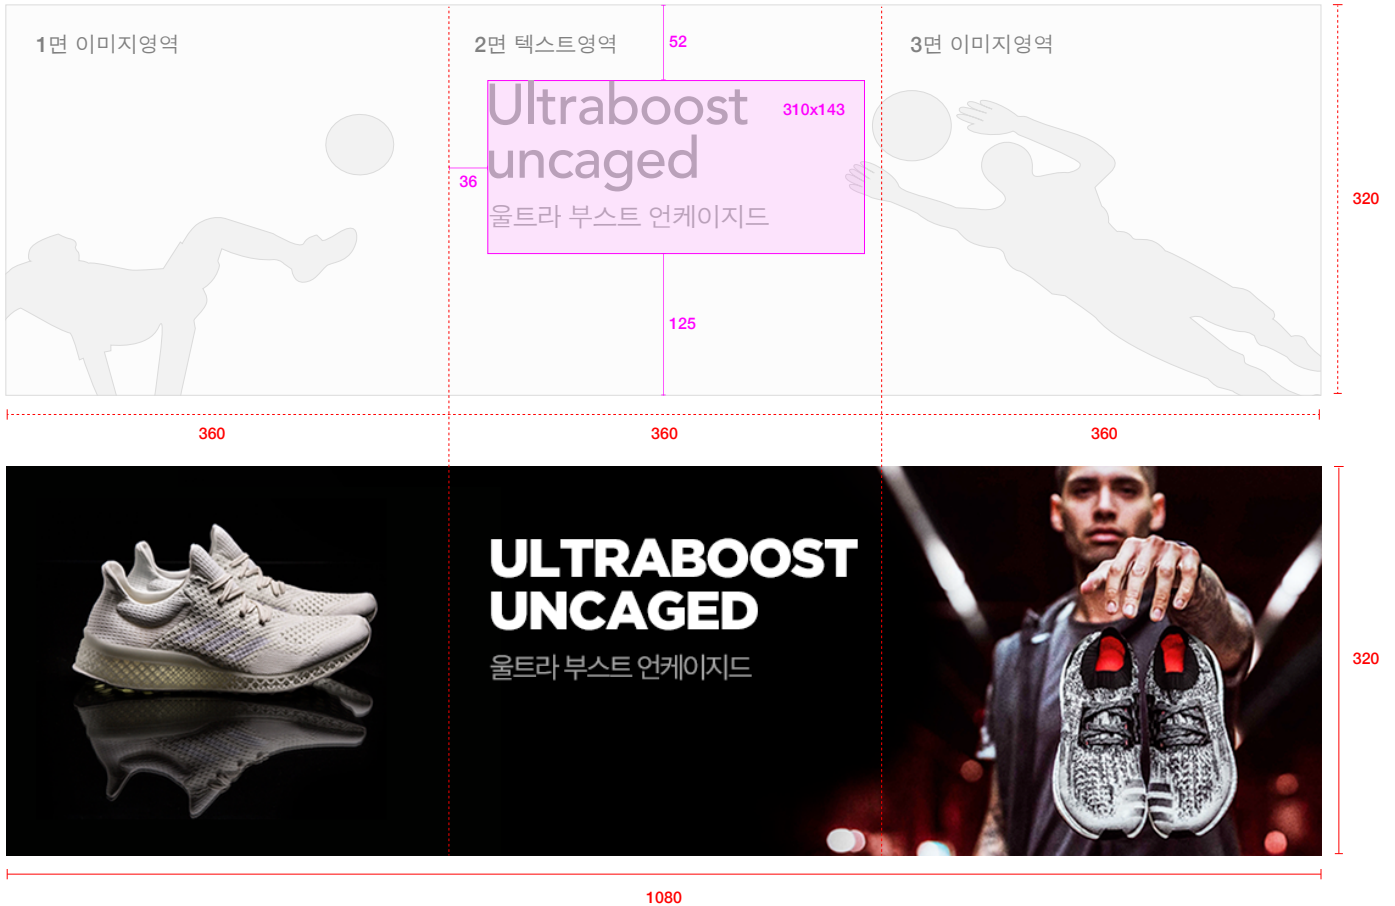 1면 이미지영역
2면 텍스트영역
52
3면 이미지영역
Ultraboost
uncaged
310x143
36
울트라 부스트 언케이지드
320
125
360
360
360
ULTRABOOST
UNCAGED
울트라 부스트 언케이지드
320
1080